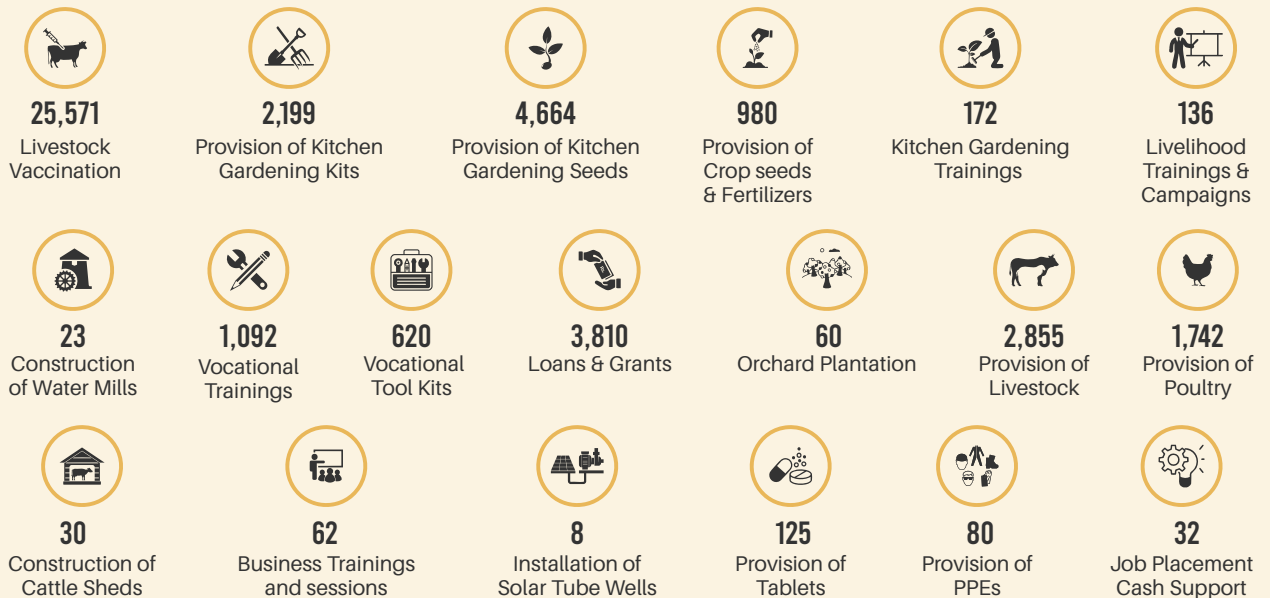 25,571
Livestock
Vaccination
2,199
Provision of Kitchen
Gardening Kits
4,664
Provision of Kitchen
Gardening Seeds
980
Provision of
Crop seeds
& Fertilizers
172
Kitchen Gardening
Trainings
136
Livelihood
Trainings &
Campaigns
23
Construction
of Water Mills
1,092
Vocational
Trainings
620
Vocational
Tool Kits
3,810
Loans & Grants
60
Orchard Plantation
2,855
Provision of
Livestock
1,742
Provision of
Poultry
30
Construction of
Cattle Sheds
62
Business Trainings
and sessions
8
Installation of
Solar Tube Wells
125
Provision of
Tablets
80
Provision of
PPEs
32
Job Placement
Cash Support